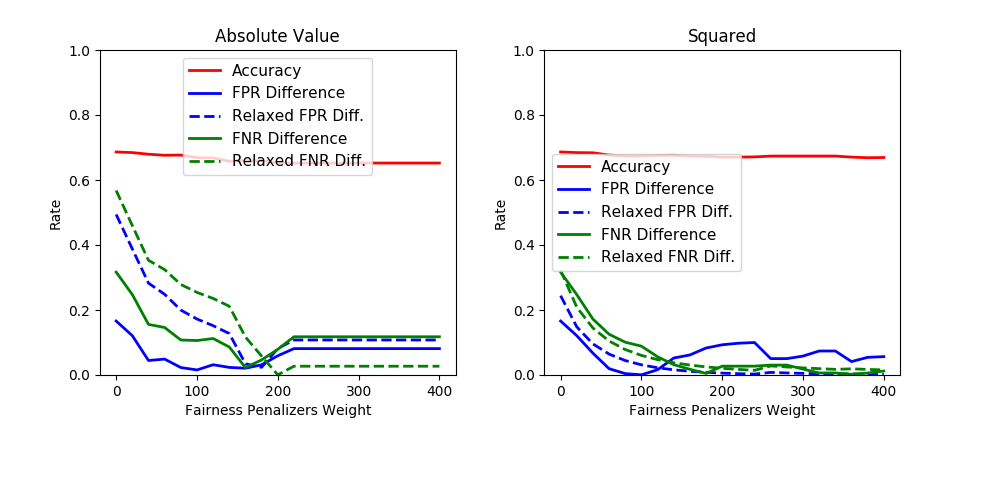 Absolute Value
1.0
0.8
0.6
0.4
0.2
0.0
Rate
Accuracy
FPR Difference
Relaxed FPR Diff.
FNR Difference
Relaxed FNR Diff.
0 100 200 300 400
Fairness Penalizers Weight
Squared
1.0
0.8
0.6
0.4
0.2
0.0
Rate
Accuracy
FPR Difference
Relaxed FPR Diff.
FNR Difference
Relaxed FNR Diff.
0 100 200 300 400
Fairness Penalizers Weight